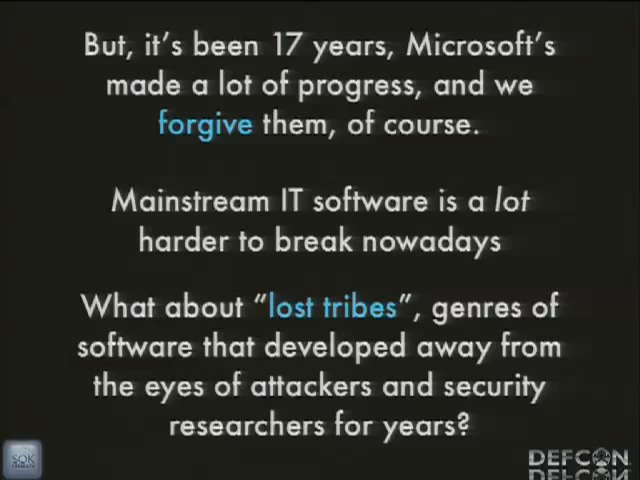 But, it's been 17 years, Microsoft's
made a lot of progress, and we
forgive them, of course.
Mainstream IT software is a lot
harder to break nowadays
What about "lost tribes", genres of
software that developed away from
the eyes of attackers and security
researchers for years?
DEFCON